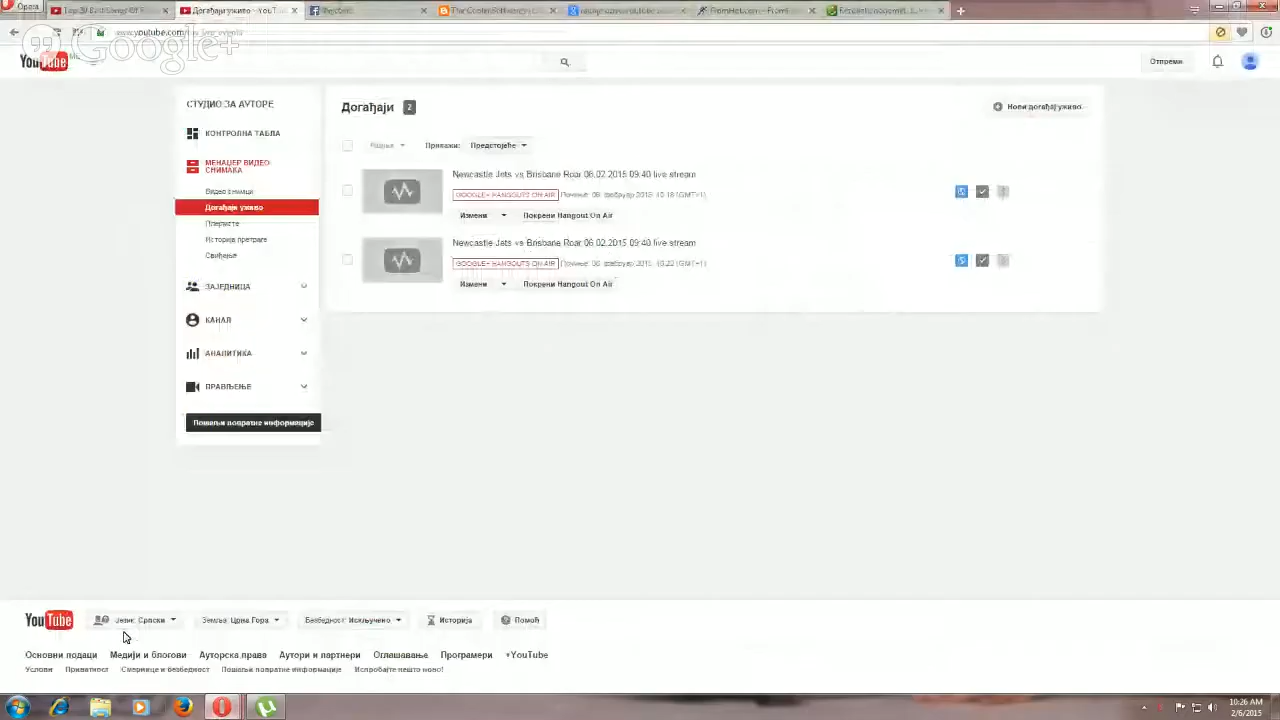 Opera
YouTube
Google+
Отпреми
СТУДИО ЗА АУТОРЕ
КОНТРОЛНА ТАБЛА
МЕНАЏЕР ВИДЕО
СНИМАКА
Видео снимци
Догађаји уживо
Плејлисте
Историја претраге
Свиђање
ЗАЈЕДНИЦА
КАНАЛ
АНАЛИТИКА
ПРАВЉЕЊЕ
Пошаљи повратне информације
Догађаји 2
Нови догађај уживо
Радње
Прикажи: Предстојеће
Newcastle Jets vs Brisbane Roar 06.02.2015 09:40 live stream
GOOGLE+ HANGOUTS ON AIR
Измени Покрени Hangout On Air
Newcastle Jets vs Brisbane Roar 06.02.2015 09:40 live stream
GOOGLE+ HANGOUTS ON AIR
Измени Покрени Hangout On Air
YouTube
Језик: Српски
Земља: Црна Гора
Безбедност: Искључено
Историја
Помоћ
Основни подаци Медији и блогови Ауторска права Аутори и партнери Оглашавање Програмери +YouTube
Услови Приватност Смернице и безбедност Пошаљи повратне информације Испробајте нешто ново!
10:26 AM
2/6/2015